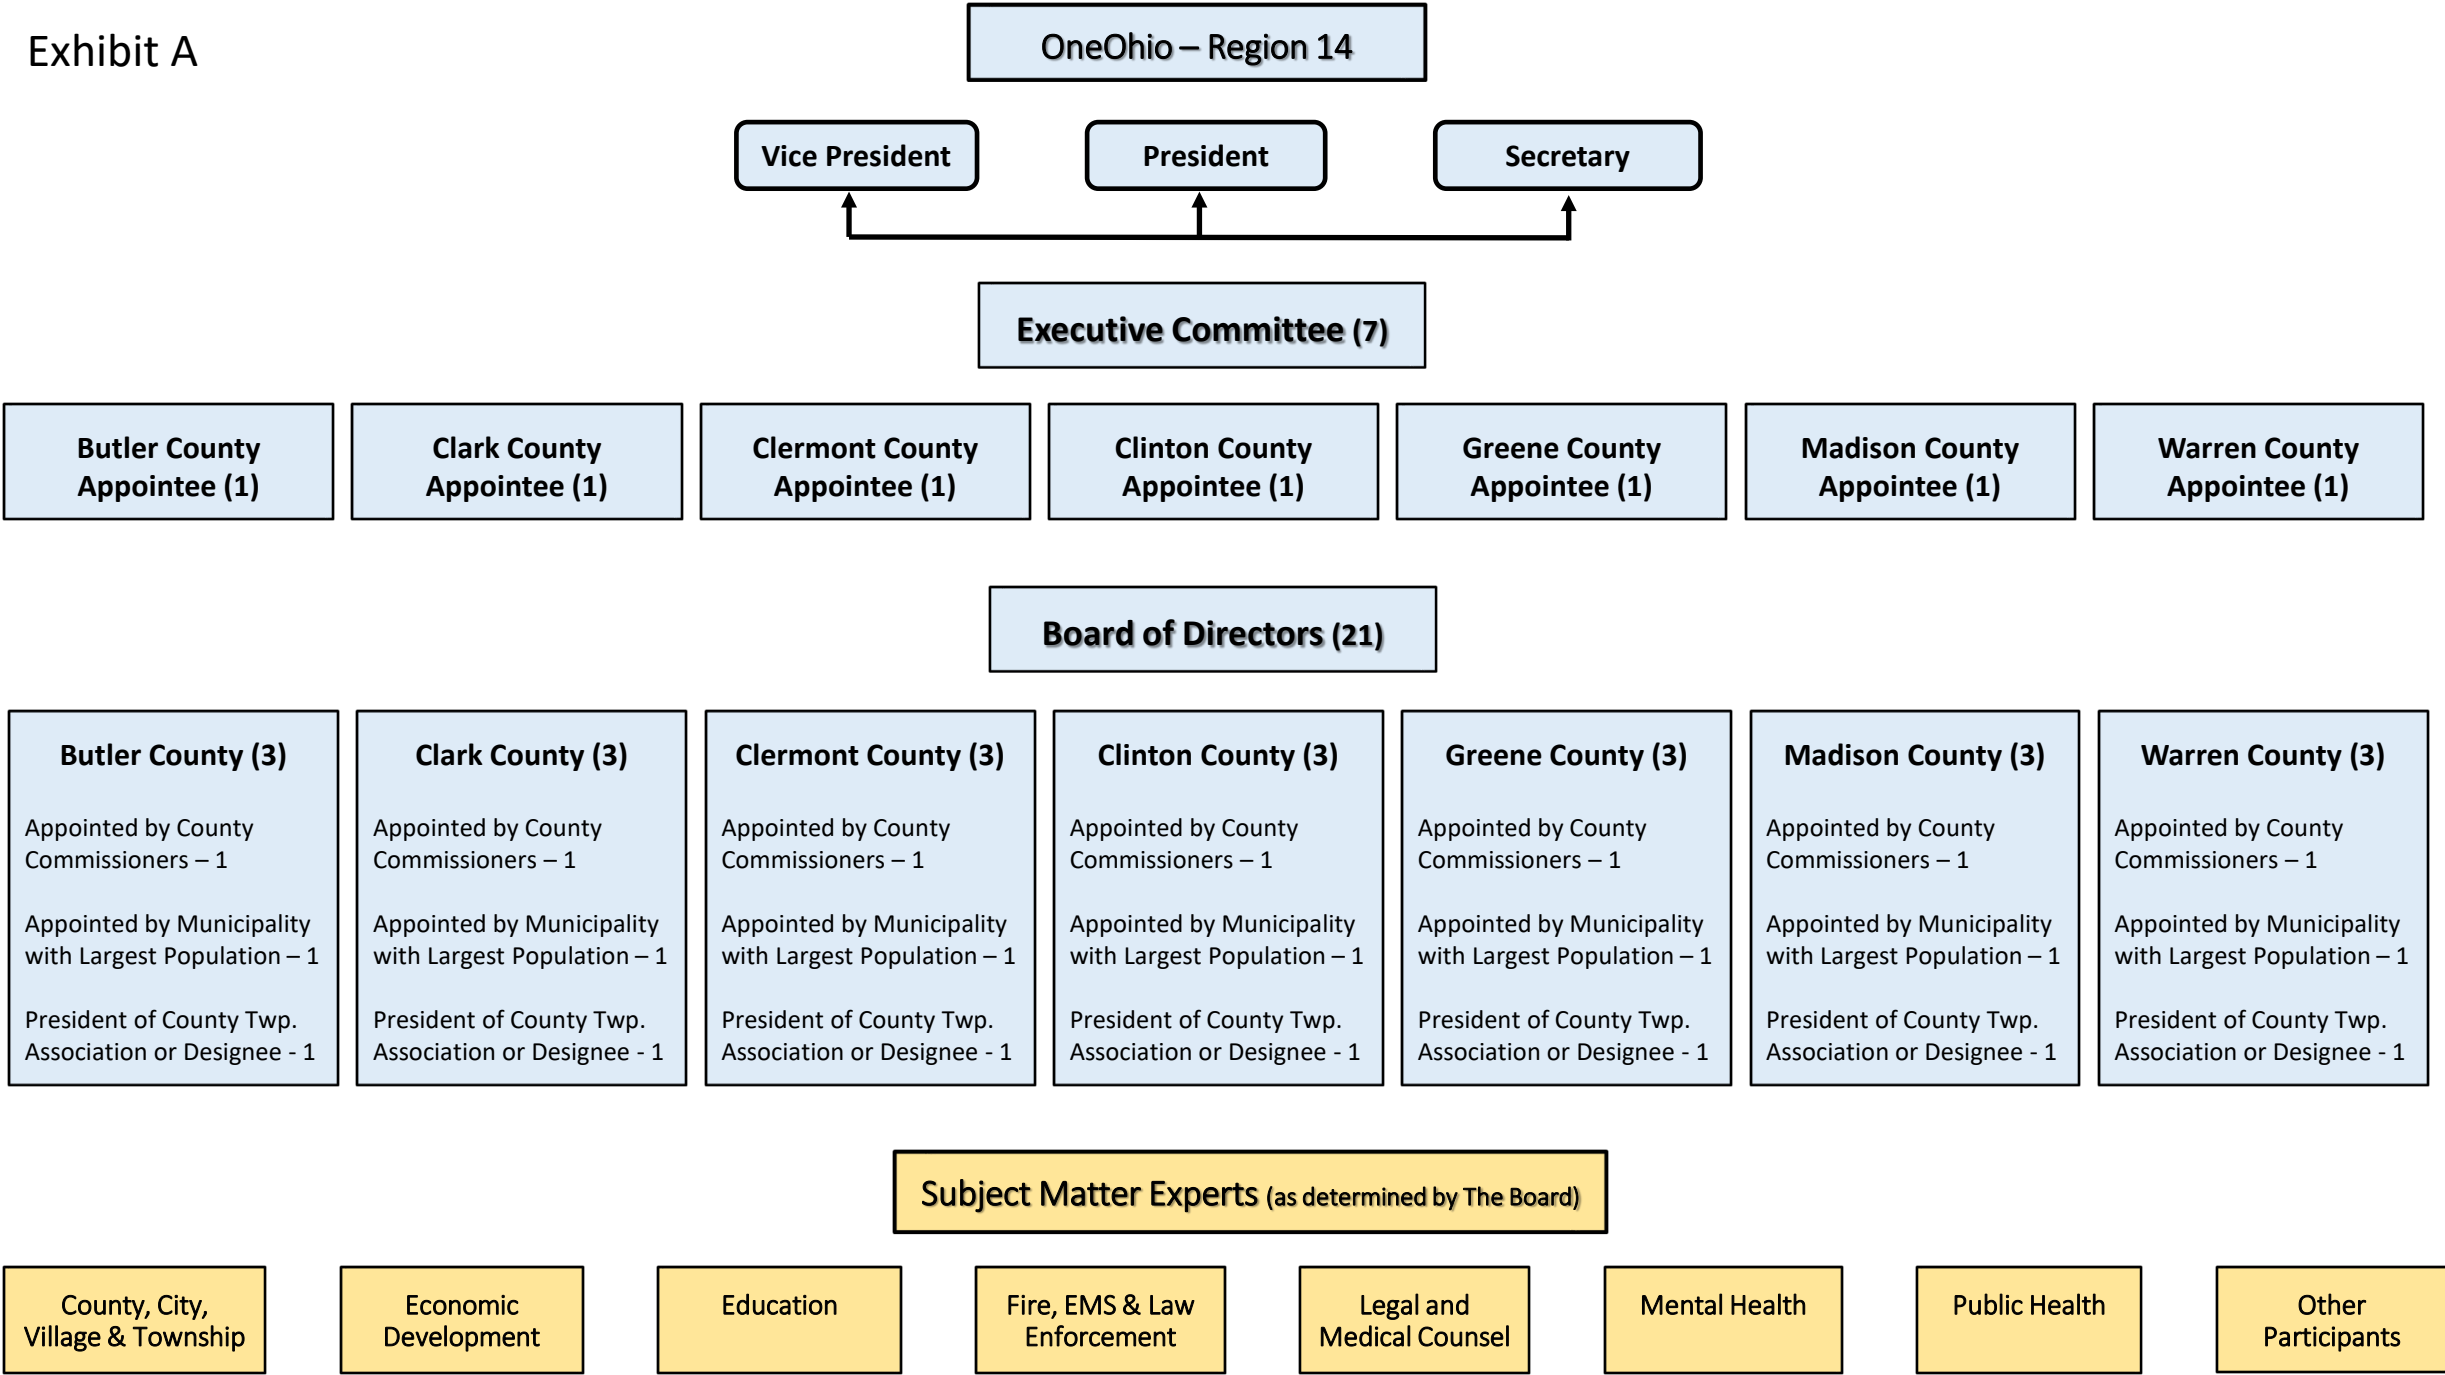 Exhibit A
OneOhio – Region 14
Vice President
President
Secretary
Executive Committee (7)
Butler County
Appointee (1)
Clark County
Appointee (1)
Clermont County
Appointee (1)
Clinton County
Appointee (1)
Greene County
Appointee (1)
Madison County
Appointee (1)
Warren County
Appointee (1)
Board of Directors (21)
Butler County (3)
Appointed by County
Commissioners – 1
Appointed by Municipality
with Largest Population – 1
President of County Twp.
Association or Designee - 1
Clark County (3)
Appointed by County
Commissioners – 1
Appointed by Municipality
with Largest Population – 1
President of County Twp.
Association or Designee - 1
Clermont County (3)
Appointed by County
Commissioners – 1
Appointed by Municipality
with Largest Population – 1
President of County Twp.
Association or Designee - 1
Clinton County (3)
Appointed by County
Commissioners – 1
Appointed by Municipality
with Largest Population – 1
President of County Twp.
Association or Designee - 1
Greene County (3)
Appointed by County
Commissioners – 1
Appointed by Municipality
with Largest Population – 1
President of County Twp.
Association or Designee - 1
Madison County (3)
Appointed by County
Commissioners – 1
Appointed by Municipality
with Largest Population – 1
President of County Twp.
Association or Designee - 1
Warren County (3)
Appointed by County
Commissioners – 1
Appointed by Municipality
with Largest Population – 1
President of County Twp.
Association or Designee - 1
Subject Matter Experts (as determined by The Board)
County, City,
Village & Township
Economic
Development
Education
Fire, EMS & Law
Enforcement
Legal and
Medical Counsel
Mental Health
Public Health
Other
Participants